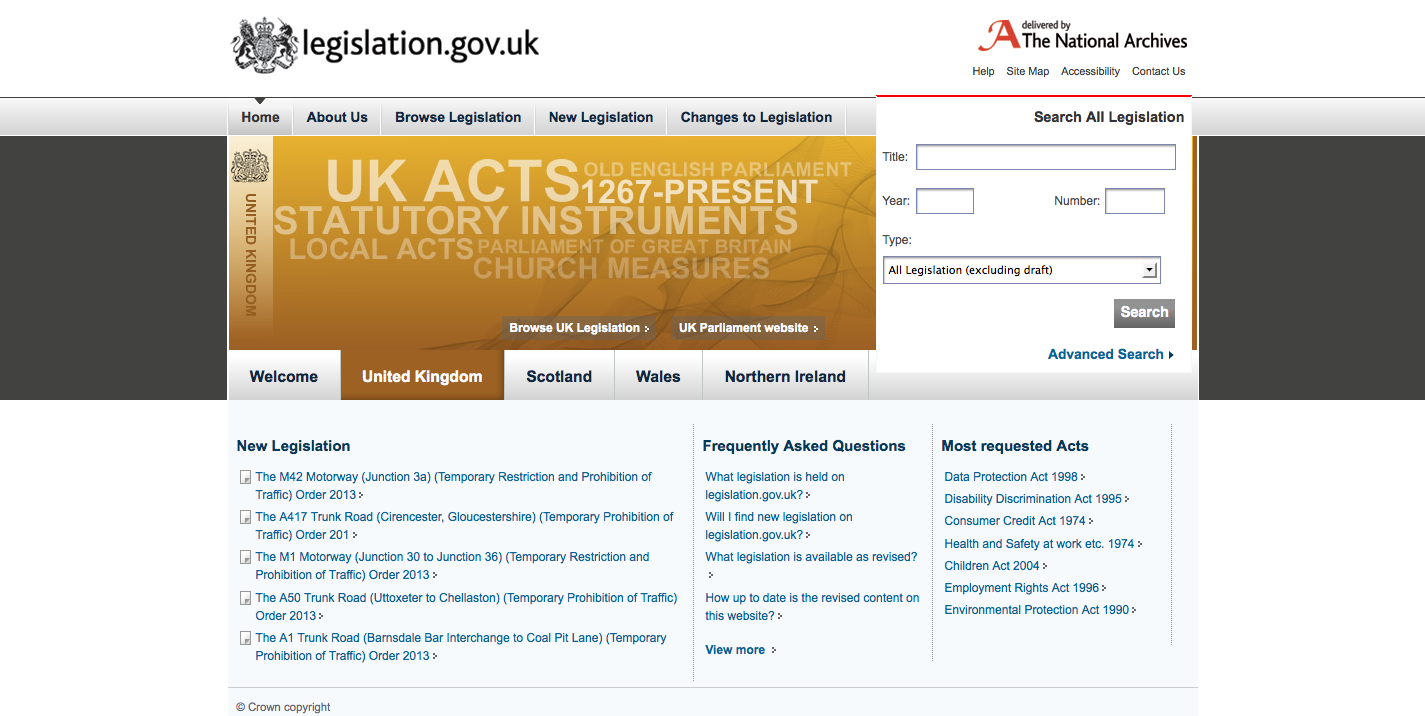 legislation.gov.uk
delivered by
The National Archives
Help Site Map Accessibility Contact Us
Home About Us Browse Legislation New Legislation Changes to Legislation
Search All Legislation
Title:
Year: Number:
Type:
All Legislation (excluding draft)
Search
Advanced Search
UNITED KINGDOM
UK ACTS
OLD ENGLISH PARLIAMENT
1267-PRESENT
STATUTORY INSTRUMENTS
LOCAL ACTS
PARLIAMENT OF GREAT BRITAIN
CHURCH MEASURES
Browse UK Legislation UK Parliament website
Welcome United Kingdom Scotland Wales Northern Ireland
New Legislation
The M42 Motorway (Junction 3a) (Temporary Restriction and Prohibition of
Traffic) Order 2013
The A417 Trunk Road (Cirencester, Gloucestershire) (Temporary Prohibition of
Traffic) Order 201
The M1 Motorway (Junction 30 to Junction 36) (Temporary Restriction and
Prohibition of Traffic) Order 2013
The A50 Trunk Road (Uttoxeter to Chellaston) (Temporary Prohibition of Traffic)
Order 2013
The A1 Trunk Road (Barnsdale Bar Interchange to Coal Pit Lane) (Temporary
Prohibition of Traffic) Order 2013
Frequently Asked Questions
What legislation is held on
legislation.gov.uk?
Will I find new legislation on
legislation.gov.uk?
What legislation is available as revised?
How up to date is the revised content on
this website?
View more
Most requested Acts
Data Protection Act 1998
Disability Discrimination Act 1995
Consumer Credit Act 1974
Health and Safety at work etc. 1974
Children Act 2004
Employment Rights Act 1996
Environmental Protection Act 1990
© Crown copyright